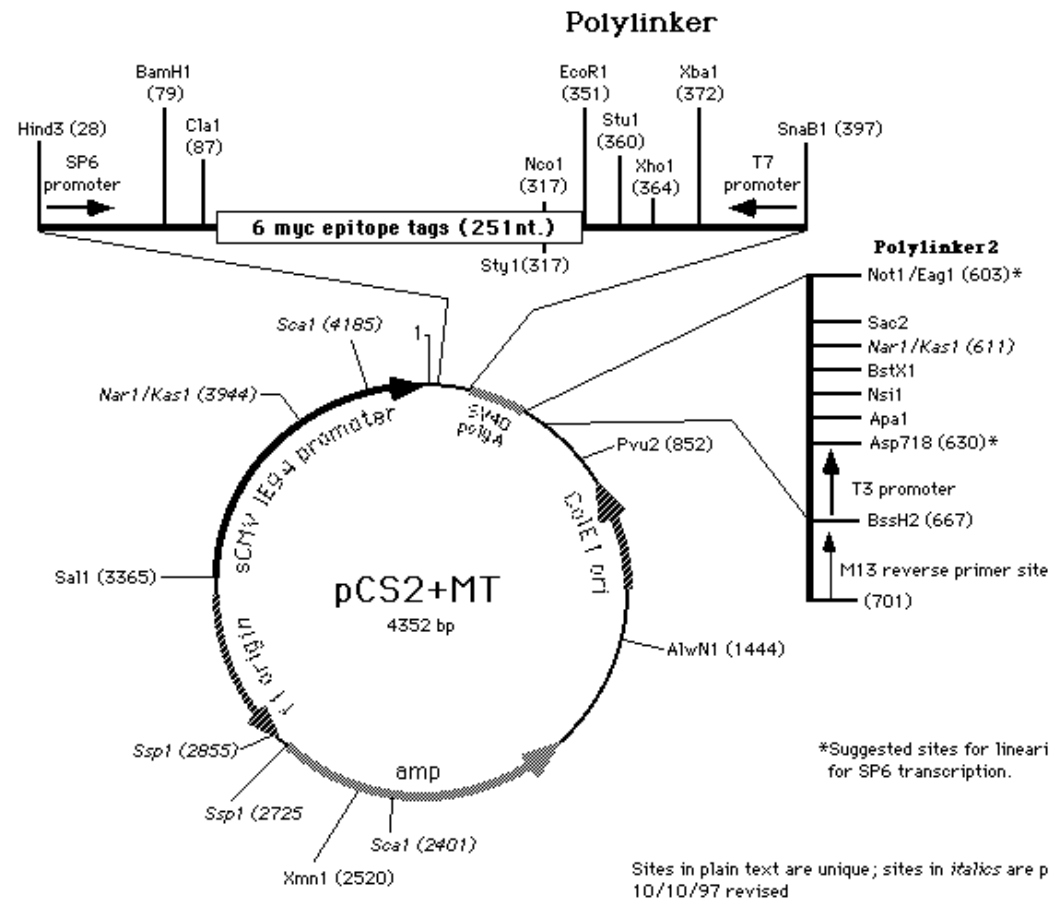 Polylinker
BamH1
(79)
EcoR1
(351)
Xba1
(372)
Hind3 (28)
Cla1
(87)
Stu1
(360)
SnaB1 (397)
SP6
promoter
Nco1
(317)
Xho1
(364)
T7
promoter
6 myc epitope tags (251nt.)
Sty1(317)
Polylinker2
Not1/Eag1 (603)*
Sac2
Nar1/Kas1 (611)
BstX1
Nsi1
Apa1
Asp718 (630)*
T3 promoter
BssH2 (667)
M13 reverse primer site
(701)
Sca1 (4185)
1
Nar1/Kas1 (3944)
sCMV IE94 promoter
SV40
polyA
Pvu2 (852)
ColE1 ori
Sal1 (3365)
pCS2+MT
4352 bp
f1 origin
AlwN1 (1444)
Ssp1 (2855)
amp
Ssp1 (2725
Sca1 (2401)
Xmn1 (2520)
*Suggested sites for
for SP6 transcription.
Sites in plain text are unique; sites in italics are
10/10/97 revised